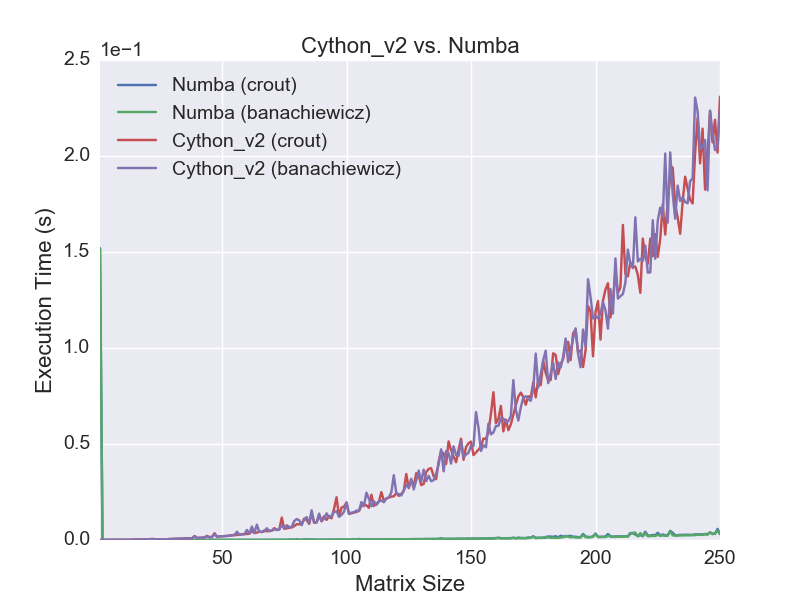 Cython_v2 vs. Numba
1e−1
2.5
2.0
1.5
1.0
0.5
0.0
Execution Time (s)
Numba (crout)
Numba (banachiewicz)
Cython_v2 (crout)
Cython_v2 (banachiewicz)
50
100
150
200
250
Matrix Size